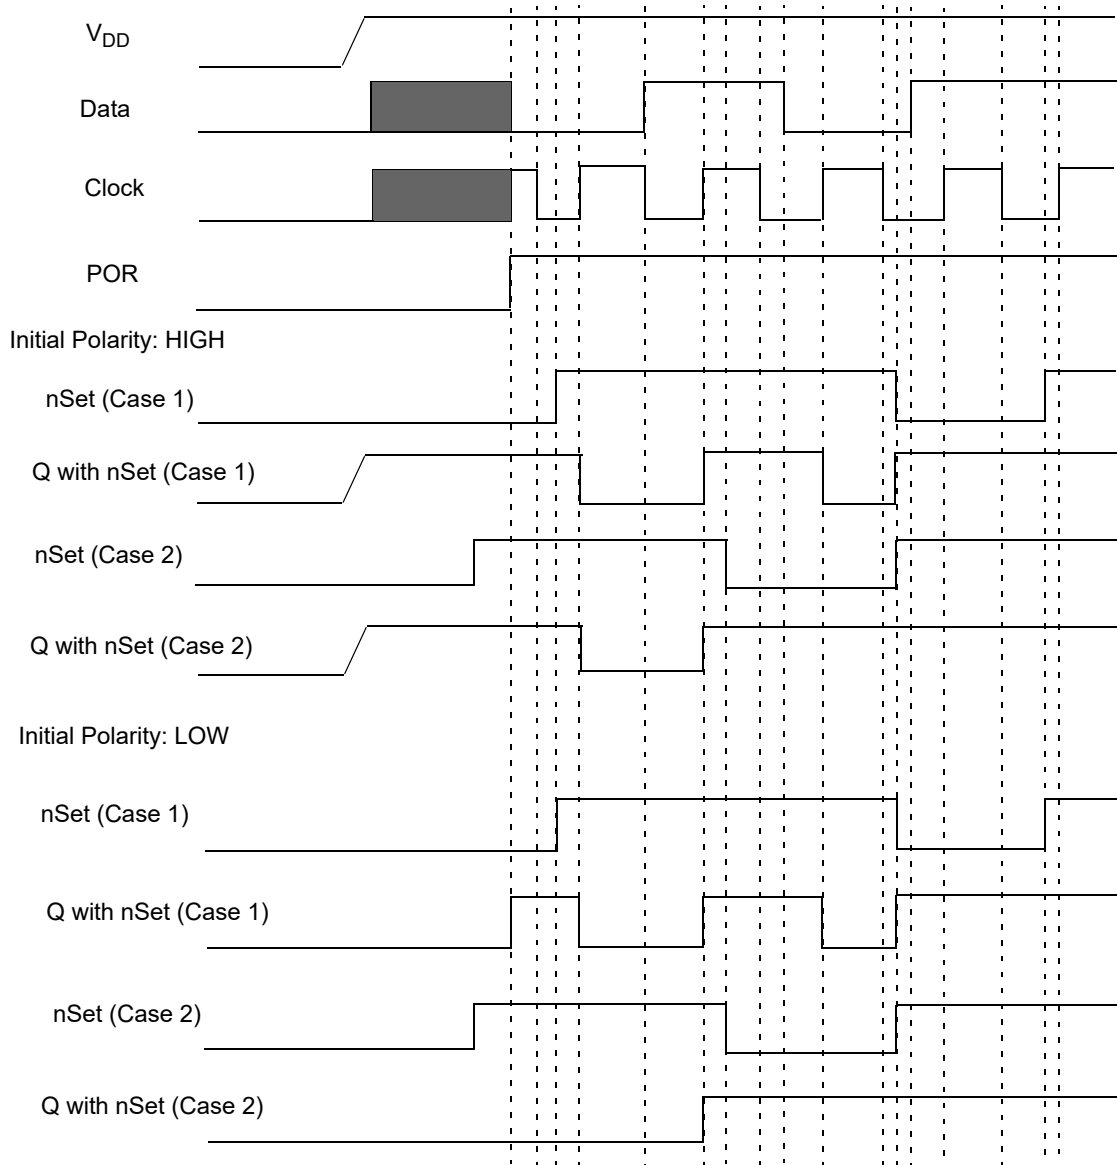 VDD
Data
Clock
POR
Initial Polarity: HIGH
nSet (Case 1)
Q with nSet (Case 1)
nSet (Case 2)
Q with nSet (Case 2)
Initial Polarity: LOW
nSet (Case 1)
Q with nSet (Case 1)
nSet (Case 2)
Q with nSet (Case 2)